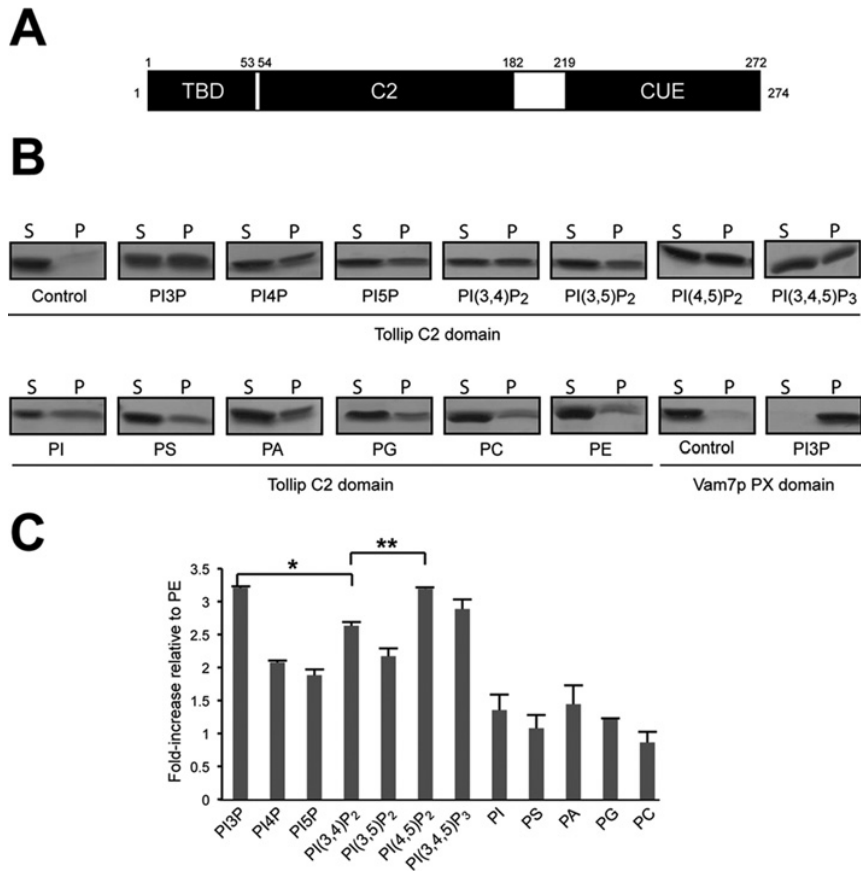 A
1 53 54 182 219 272
1 TBD C2 CUE 274
B
S P S P S P S P S P S P S P S P
Control PI3P PI4P PI5P PI(3,4)P2 PI(3,5)P2 PI(4,5)P2 PI(3,4,5)P3
Tollip C2 domain
S P S P S P S P S P S P S P S P
PI PS PA PG PC PE Control PI3P
Tollip C2 domain Vam7p PX domain
C
* **
Fold-increase relative to PE
3.5
3
2.5
2
1.5
1
0.5
0
PI3P PI4P PI5P PI(3,4)P2 PI(3,5)P2 PI(4,5)P2 PI(3,4,5)P3 PI PS PA PG PC